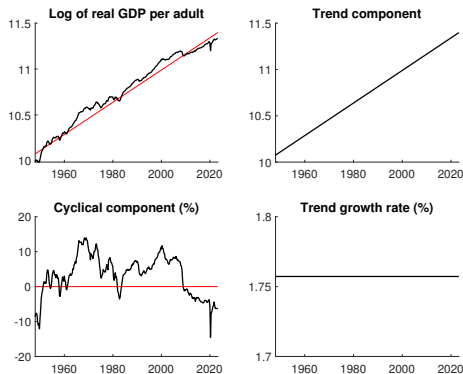 Log of real GDP per adult
11.5
11
10.5
10
1960 1980 2000 2020
Trend component
11.5
11
10.5
10
1960 1980 2000 2020
Cyclical component (%)
20
10
0
-10
-20
1960 1980 2000 2020
Trend growth rate (%)
1.8
1.75
1.7
1960 1980 2000 2020